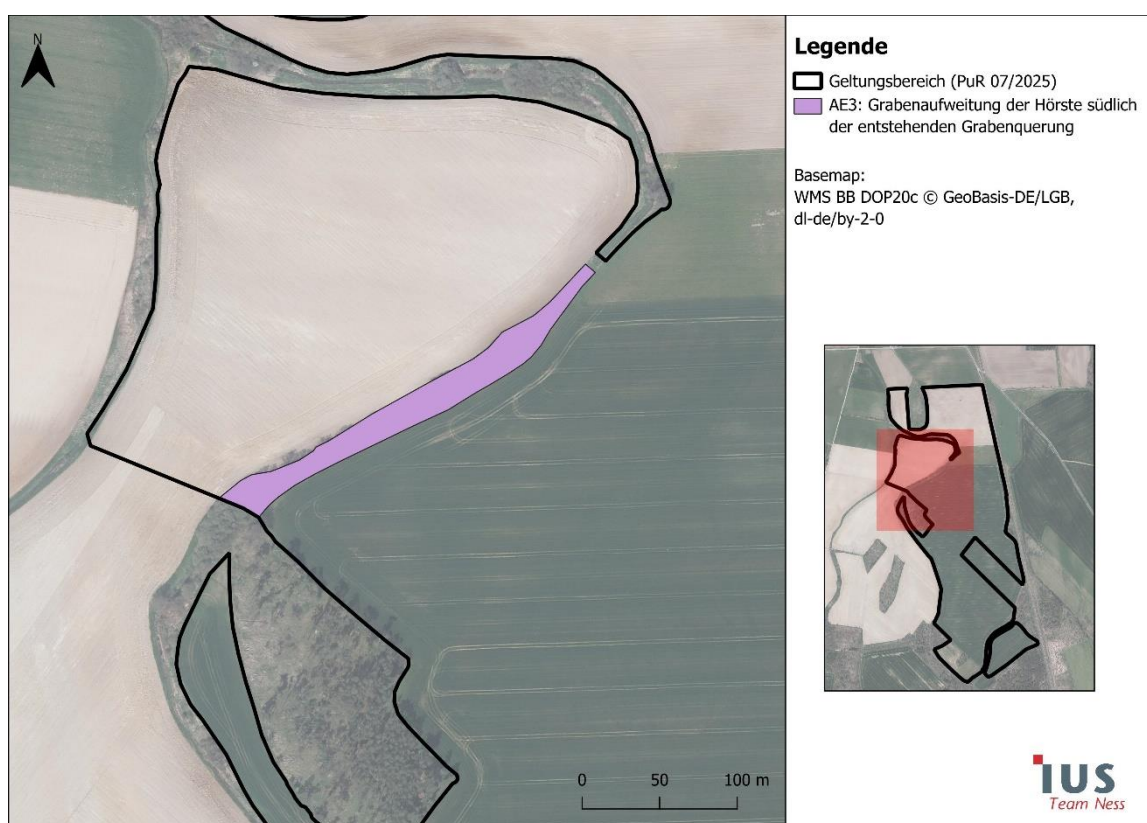 N
Legende
Geltungsbereich (PuR 07/2025)
AE3: Grabenaufweitung der Hörste südlich
der entstehenden Grabenquerung
Basemap:
WMS BB DOP20c © GeoBasis-DE/LGB,
dl-de/by-2-0
0 50 100 m
IUS
Team Ness